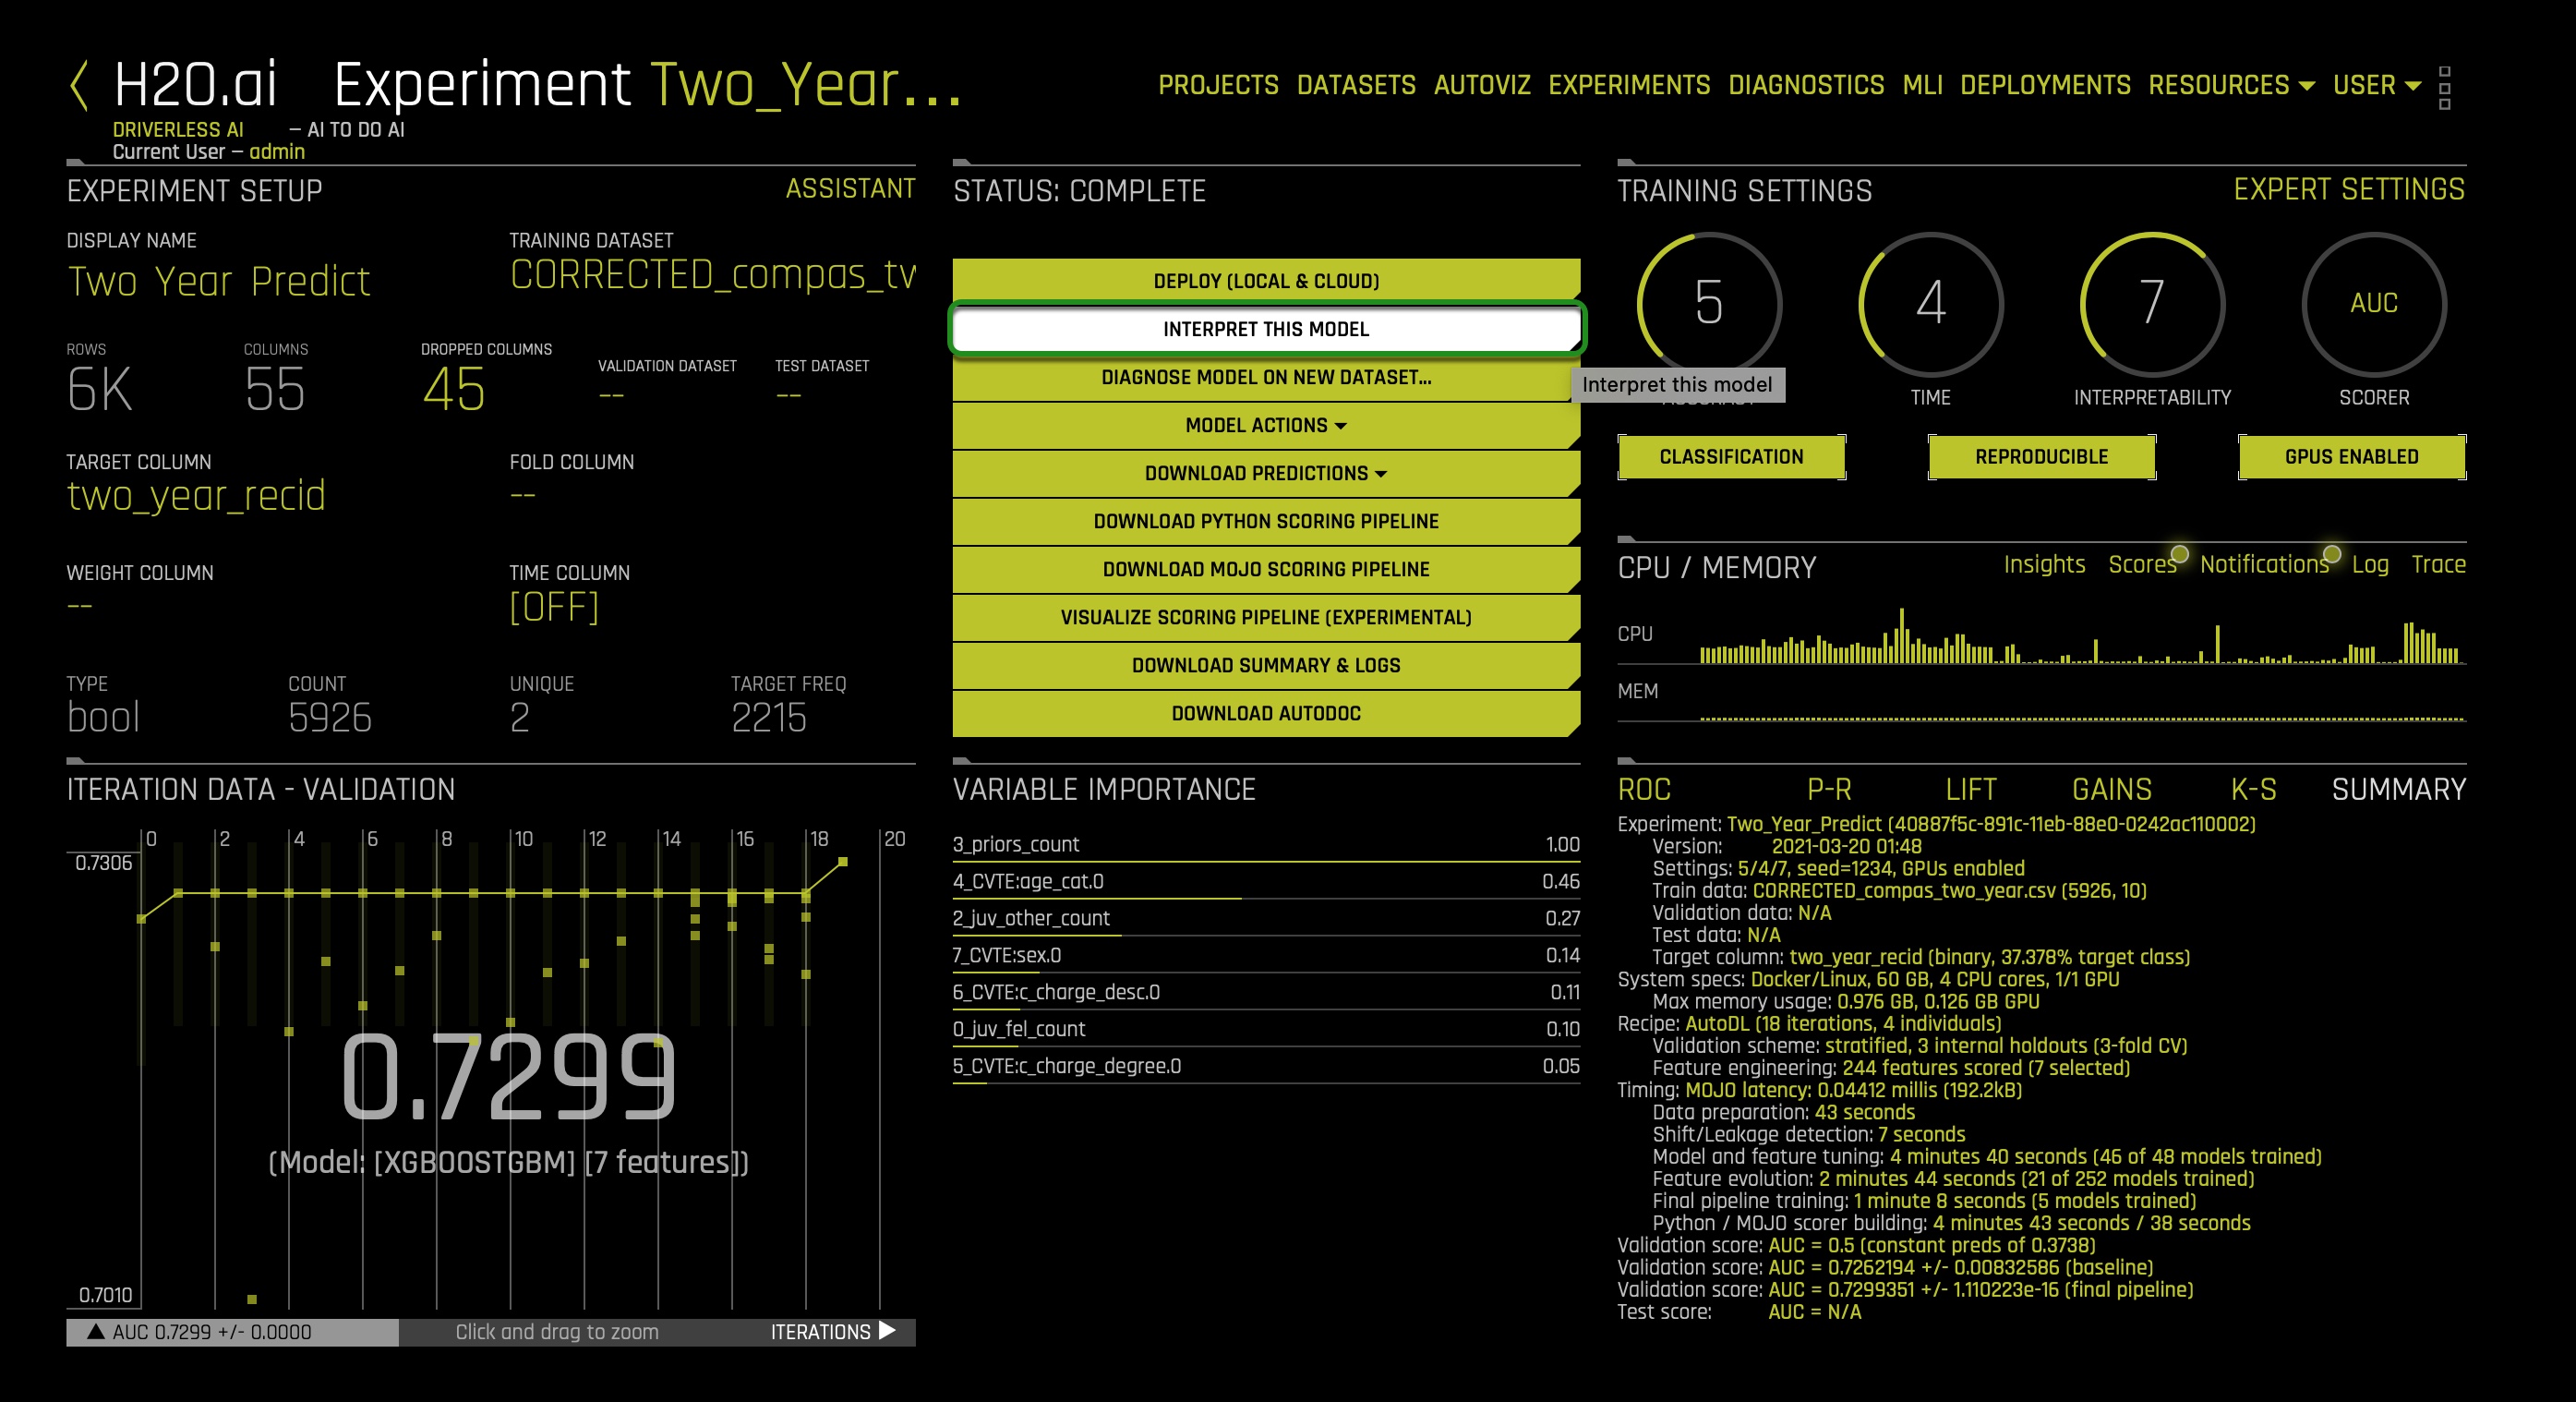 H2O.ai Experiment Two_Year...
PROJECTS DATASETS AUTOVIZ EXPERIMENTS DIAGNOSTICS MLI DEPLOYMENTS RESOURCES USER
DRIVERLESS AI — AI TO DO AI
Current User — admin
EXPERIMENT SETUP
ASSISTANT
DISPLAY NAME
Two Year Predict
TRAINING DATASET
CORRECTED_compas_tw
ROWS
6K
COLUMNS
55
DROPPED COLUMNS
45
VALIDATION DATASET
--
TEST DATASET
--
TARGET COLUMN
two_year_recid
FOLD COLUMN
--
WEIGHT COLUMN
--
TIME COLUMN
[OFF]
TYPE
bool
COUNT
5926
UNIQUE
2
TARGET FREQ
2215
STATUS: COMPLETE
DEPLOY (LOCAL & CLOUD)
INTERPRET THIS MODEL
DIAGNOSE MODEL ON NEW DATASET...
MODEL ACTIONS
DOWNLOAD PREDICTIONS
DOWNLOAD PYTHON SCORING PIPELINE
DOWNLOAD MOJO SCORING PIPELINE
VISUALIZE SCORING PIPELINE (EXPERIMENTAL)
DOWNLOAD SUMMARY & LOGS
DOWNLOAD AUTODOC
Interpret this model
TRAINING SETTINGS
EXPERT SETTINGS
5
4
TIME
7
INTERPRETABILITY
AUC
SCORER
CLASSIFICATION
REPRODUCIBLE
GPUS ENABLED
CPU / MEMORY
Insights Scores Notifications Log Trace
CPU
MEM
ITERATION DATA - VALIDATION
0 2 4 6 8 10 12 14 16 18 20
0.7306
0.7299
(Model: [XGBOOSTGBM] [7 features])
0.7010
AUC 0.7299 +/- 0.0000
Click and drag to zoom
ITERATIONS
VARIABLE IMPORTANCE
3_priors_count 1.00
4_CVTE:age_cat.0 0.46
2_juv_other_count 0.27
7_CVTE:sex.0 0.14
6_CVTE:c_charge_desc.0 0.11
0_juv_fel_count 0.10
5_CVTE:c_charge_degree.0 0.05
ROC P-R LIFT GAINS K-S SUMMARY
Experiment: Two_Year_Predict (40887f5c-891c-11eb-88e0-0242ac110002)
Version: 2021-03-20 01:48
Settings: 5/4/7, seed=1234, GPUs enabled
Train data: CORRECTED_compas_two_year.csv (5926, 10)
Validation data: N/A
Test data: N/A
Target column: two_year_recid (binary, 37.378% target class)
System specs: Docker/Linux, 60 GB, 4 CPU cores, 1/1 GPU
Max memory usage: 0.976 GB, 0.126 GB GPU
Recipe: AutoDL (18 iterations, 4 individuals)
Validation scheme: stratified, 3 internal holdouts (3-fold CV)
Feature engineering: 244 features scored (7 selected)
Timing: MOJO latency: 0.04412 millis (192.2kB)
Data preparation: 43 seconds
Shift/Leakage detection: 7 seconds
Model and feature tuning: 4 minutes 40 seconds (46 of 48 models trained)
Feature evolution: 2 minutes 44 seconds (21 of 252 models trained)
Final pipeline training: 1 minute 8 seconds (5 models trained)
Python / MOJO scorer building: 4 minutes 43 seconds / 38 seconds
Validation score: AUC = 0.5 (constant preds of 0.3738)
Validation score: AUC = 0.7262194 +/- 0.00832586 (baseline)
Validation score: AUC = 0.7299351 +/- 1.110223e-16 (final pipeline)
Test score: AUC = N/A